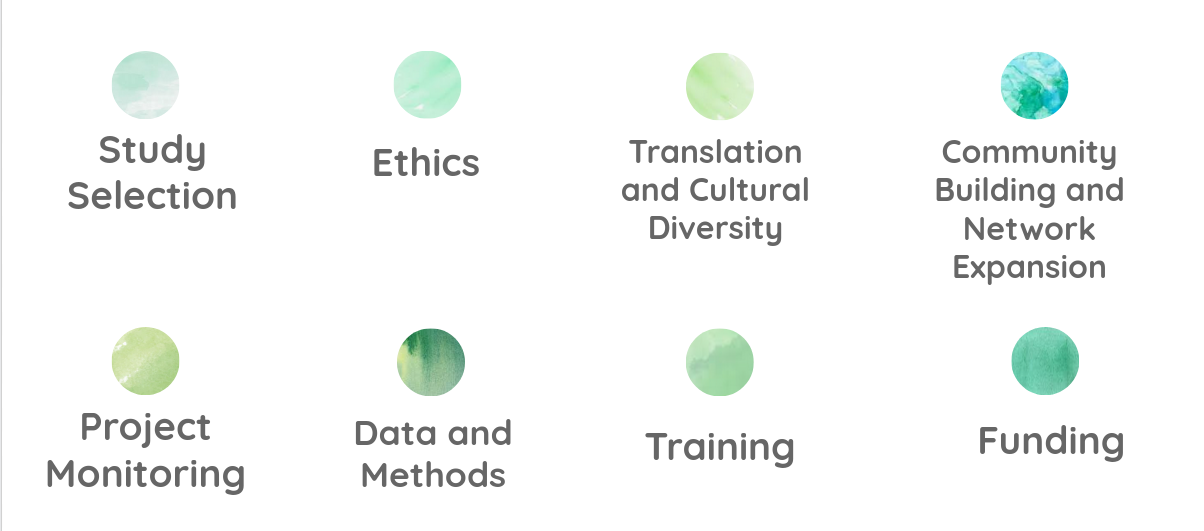 Study
Selection
Ethics
Translation
and Cultural
Diversity
Community
Building and
Network
Expansion
Project
Monitoring
Data and
Methods
Training
Funding